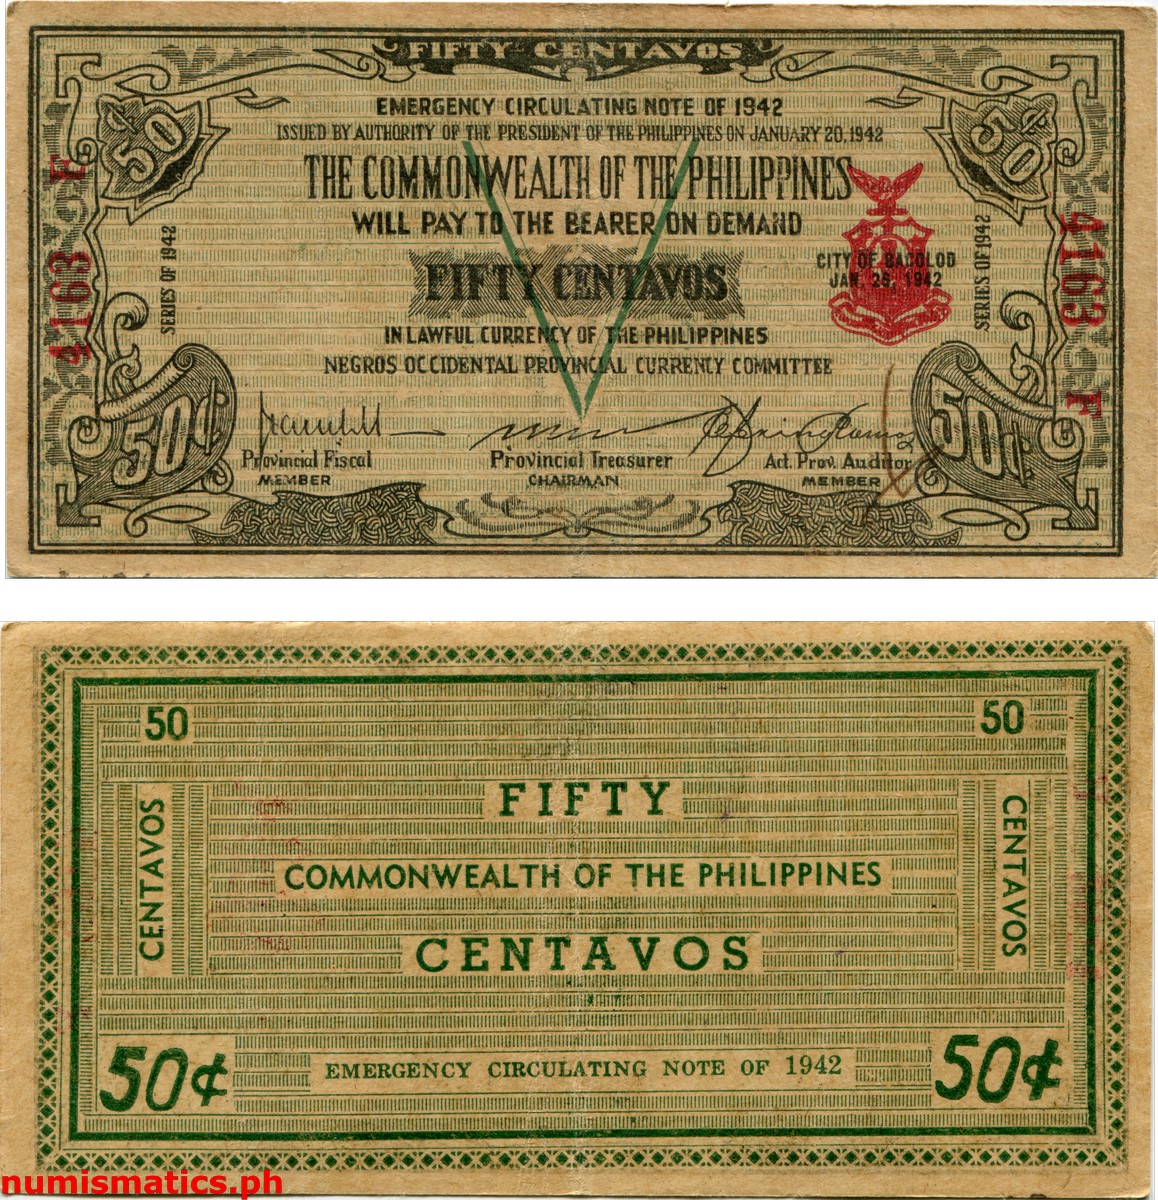 FIFTY CENTAVOS
50
50
EMERGENCY CIRCULATING NOTE OF 1942
ISSUED BY AUTHORITY OF THE PRESIDENT OF THE PHILIPPINES ON JANUARY 20, 1942
THE COMMONWEALTH OF THE PHILIPPINES
WILL PAY TO THE BEARER ON DEMAND
FIFTY CENTAVOS
IN LAWFUL CURRENCY OF THE PHILIPPINES
NEGROS OCCIDENTAL PROVINCIAL CURRENCY COMMITTEE
4163 F
SERIES OF 1942
CITY OF BACOLOD
JAN. 26, 1942
SERIES OF 1942
4163 F
50¢
50¢
Provincial Fiscal
MEMBER
Provincial Treasurer
CHAIRMAN
Act. Prov. Auditor
MEMBER
50
50
CENTAVOS
FIFTY
COMMONWEALTH OF THE PHILIPPINES
CENTAVOS
CENTAVOS
50¢
EMERGENCY CIRCULATING NOTE OF 1942
50¢
numismatics.ph